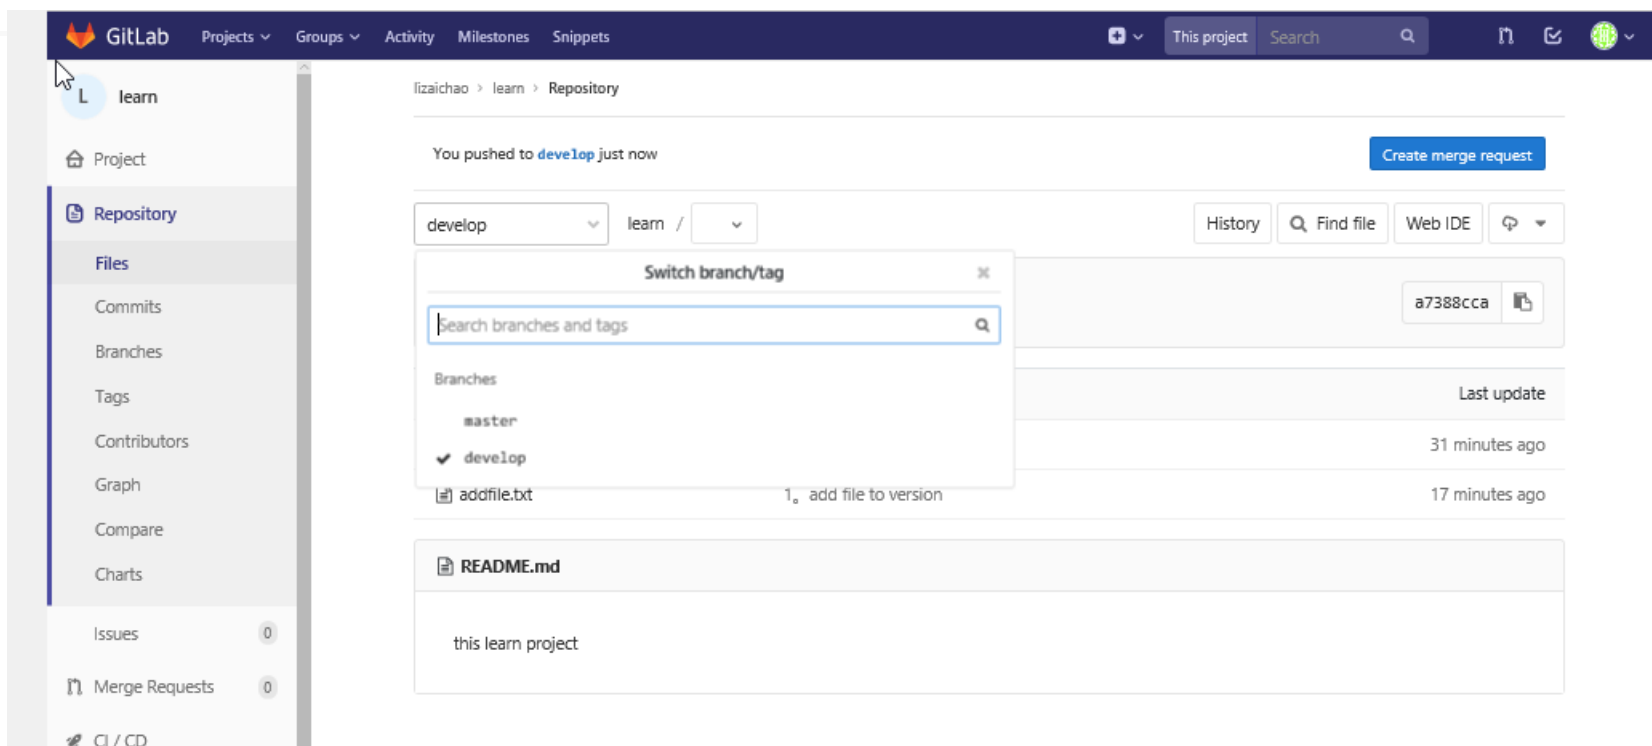 GitLab Projects Groups Activity Milestones Snippets This project Search
L learn
lizaichao > learn > Repository
Project
You pushed to develop just now Create merge request
Repository
develop learn / History Find file Web IDE
Files
Switch branch/tag
Commits
a7388cca
Search branches and tags
Branches
Branches
Tags
Last update
master
Contributors
31 minutes ago
develop
Graph
addfile.txt 1。add file to version 17 minutes ago
Compare
README.md
Charts
Issues 0
this learn project
Merge Requests 0
CI / CD